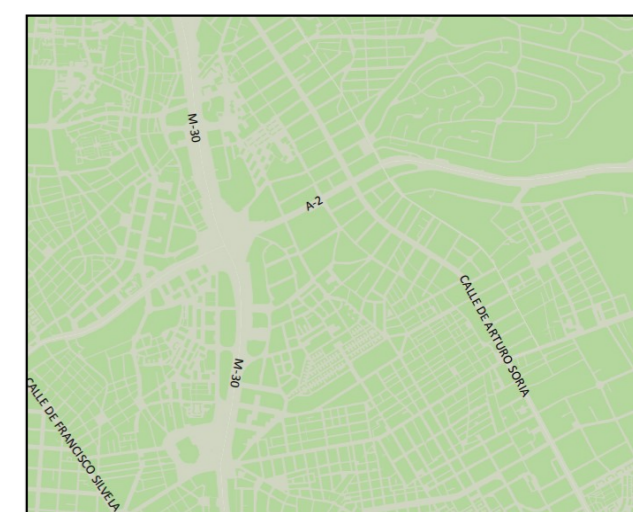 M-30
A-2
CALLE DE ARTURO SORIA
M-30
CALLE DE FRANCISCO SILVELA